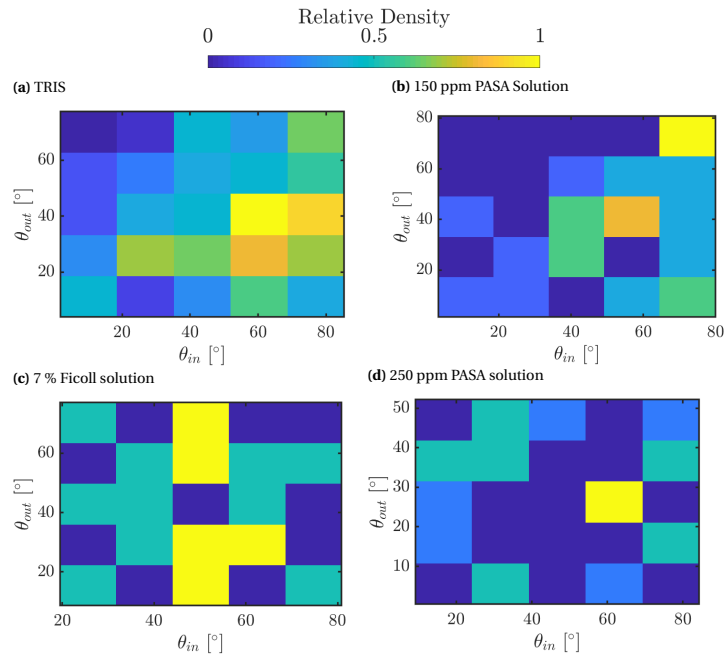 Relative Density
0 0.5 1
(a) TRIS
(b) 150 ppm PASA Solution
60
40
20
θout [°]
20 40 60 80
θin [°]
80
60
40
20
θout [°]
20 40 60 80
θin [°]
(c) 7 % Ficoll solution
(d) 250 ppm PASA solution
60
40
20
θout [°]
20 40 60 80
θin [°]
50
40
30
20
10
θout [°]
20 40 60 80
θin [°]